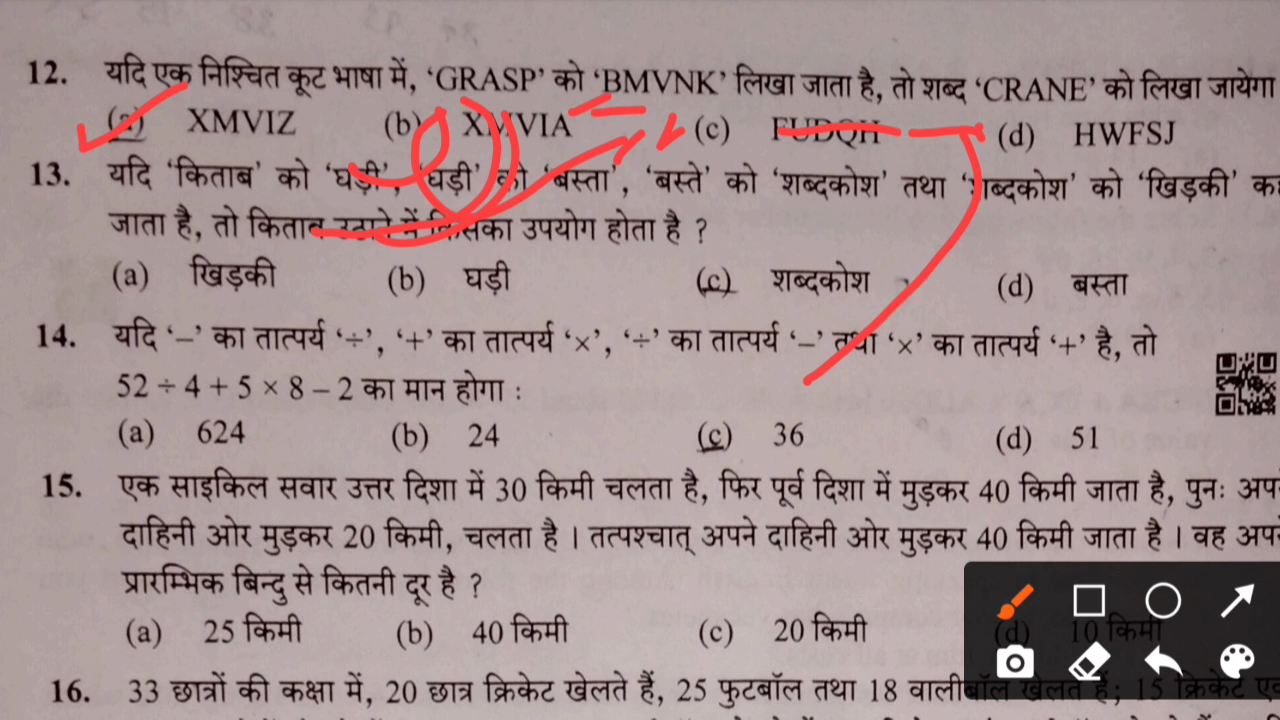 12. यदि एक निश्चित कूट भाषा में, ‘GRASP’ को ‘BMVNK’ लिखा जाता है, तो शब्द ‘CRANE’ को लिखा जायेगा
(a) XMVIZ (b) XMVIA (c) FUDQH (d) HWFSJ
13. यदि ‘किताब’ को ‘घड़ी’, ‘घड़ी’ को ‘बस्ता’, ‘बस्ते’ को ‘शब्दकोश’ तथा ‘शब्दकोश’ को ‘खिड़की’
जाता है, तो किताब उठाने में किसका उपयोग होता है ?
(a) खिड़की (b) घड़ी (c) शब्दकोश (d) बस्ता
14. यदि ‘–’ का तात्पर्य ‘÷’, ‘+’ का तात्पर्य ‘×’, ‘÷’ का तात्पर्य ‘–’ तथा ‘×’ का तात्पर्य ‘+’ है, तो
52 ÷ 4 + 5 × 8 – 2 का मान होगा :
(a) 624 (b) 24 (c) 36 (d) 51
15. एक साइकिल सवार उत्तर दिशा में 30 किमी चलता है, फिर पूर्व दिशा में मुड़कर 40 किमी जाता है, पुनः
दाहिनी ओर मुड़कर 20 किमी, चलता है । तत्पश्चात् अपने दाहिनी ओर मुड़कर 40 किमी जाता है । वह
प्रारम्भिक बिन्दु से कितनी दूर है ?
(a) 25 किमी (b) 40 किमी (c) 20 किमी (d) 10 किमी
16. 33 छात्रों की कक्षा में, 20 छात्र क्रिकेट खेलते हैं, 25 फुटबॉल तथा 18 वालीबॉल खेलते हैं; 15 क्रिकेट